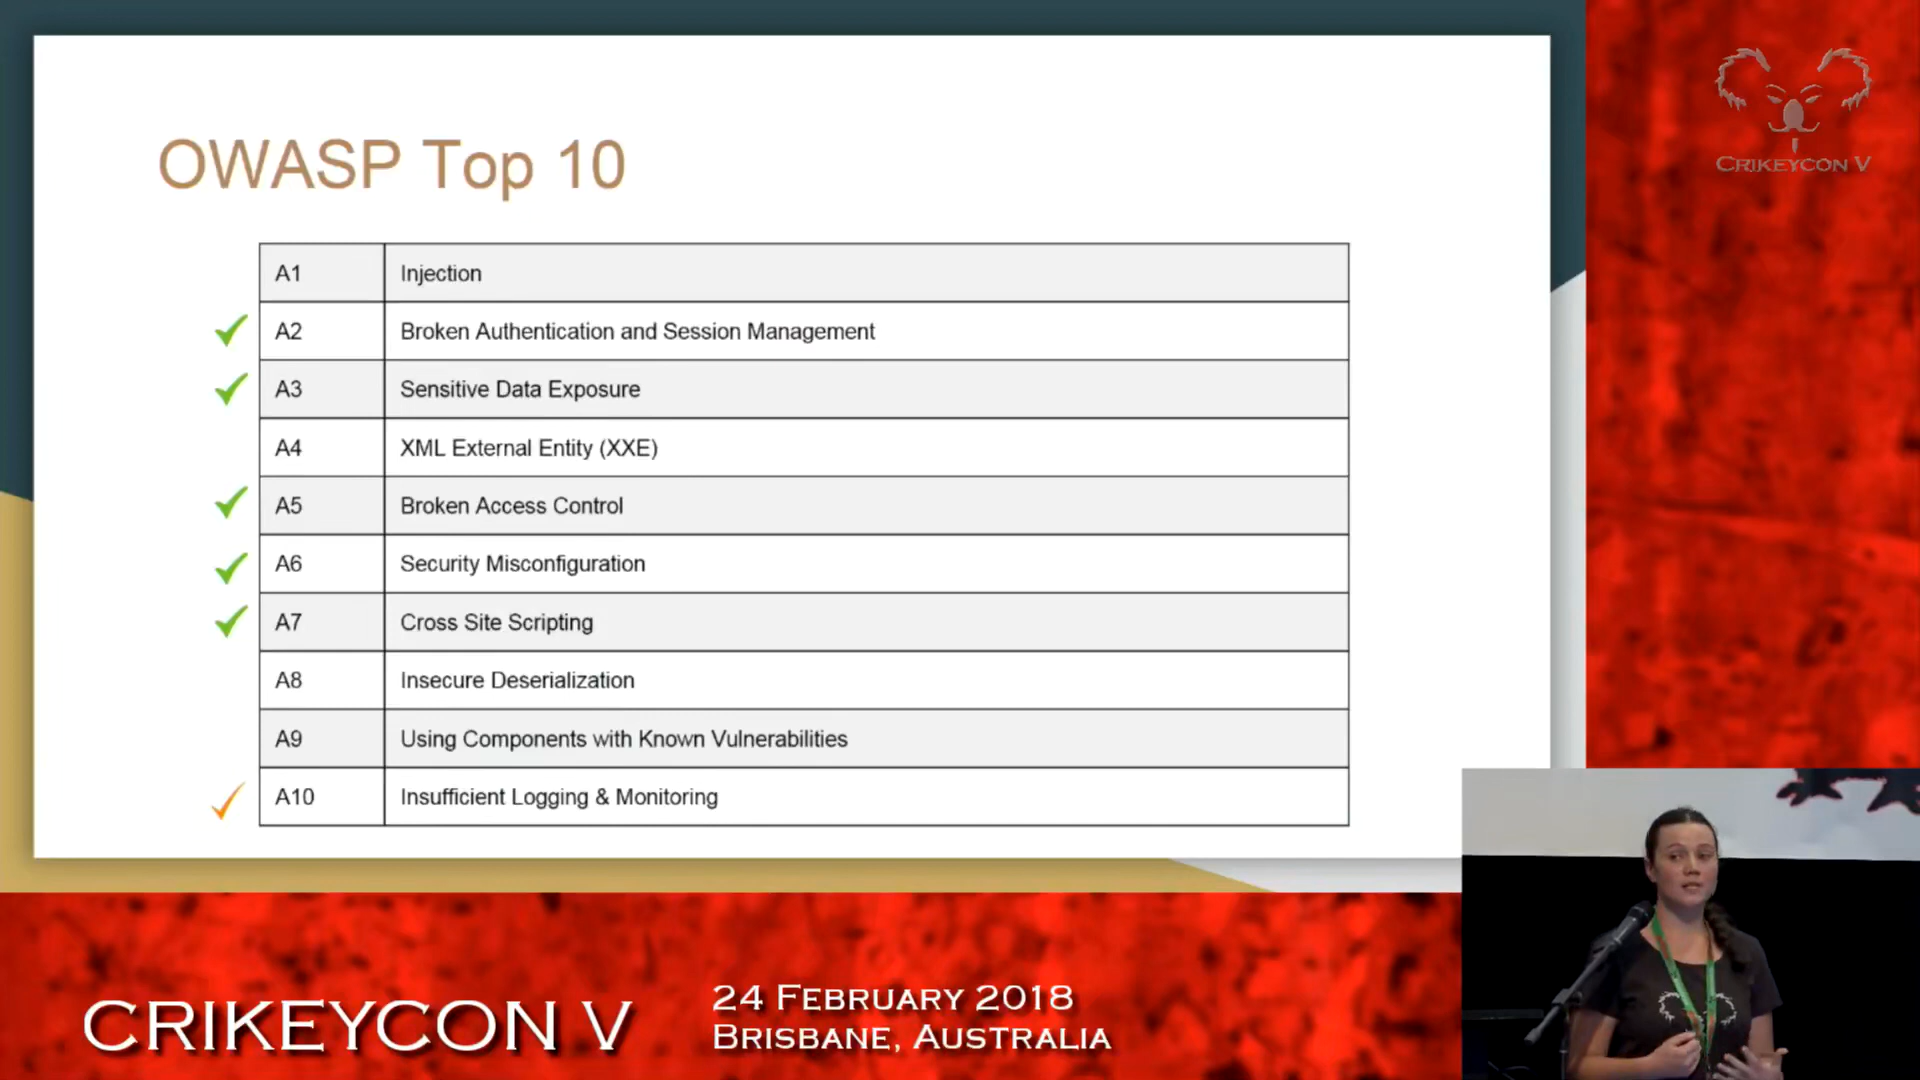 OWASP Top 10
A1 Injection
A2 Broken Authentication and Session Management
A3 Sensitive Data Exposure
A4 XML External Entity (XXE)
A5 Broken Access Control
A6 Security Misconfiguration
A7 Cross Site Scripting
A8 Insecure Deserialization
A9 Using Components with Known Vulnerabilities
A10 Insufficient Logging & Monitoring
CRIKEYCON V
CRIKEYCON V
24 FEBRUARY 2018
BRISBANE, AUSTRALIA